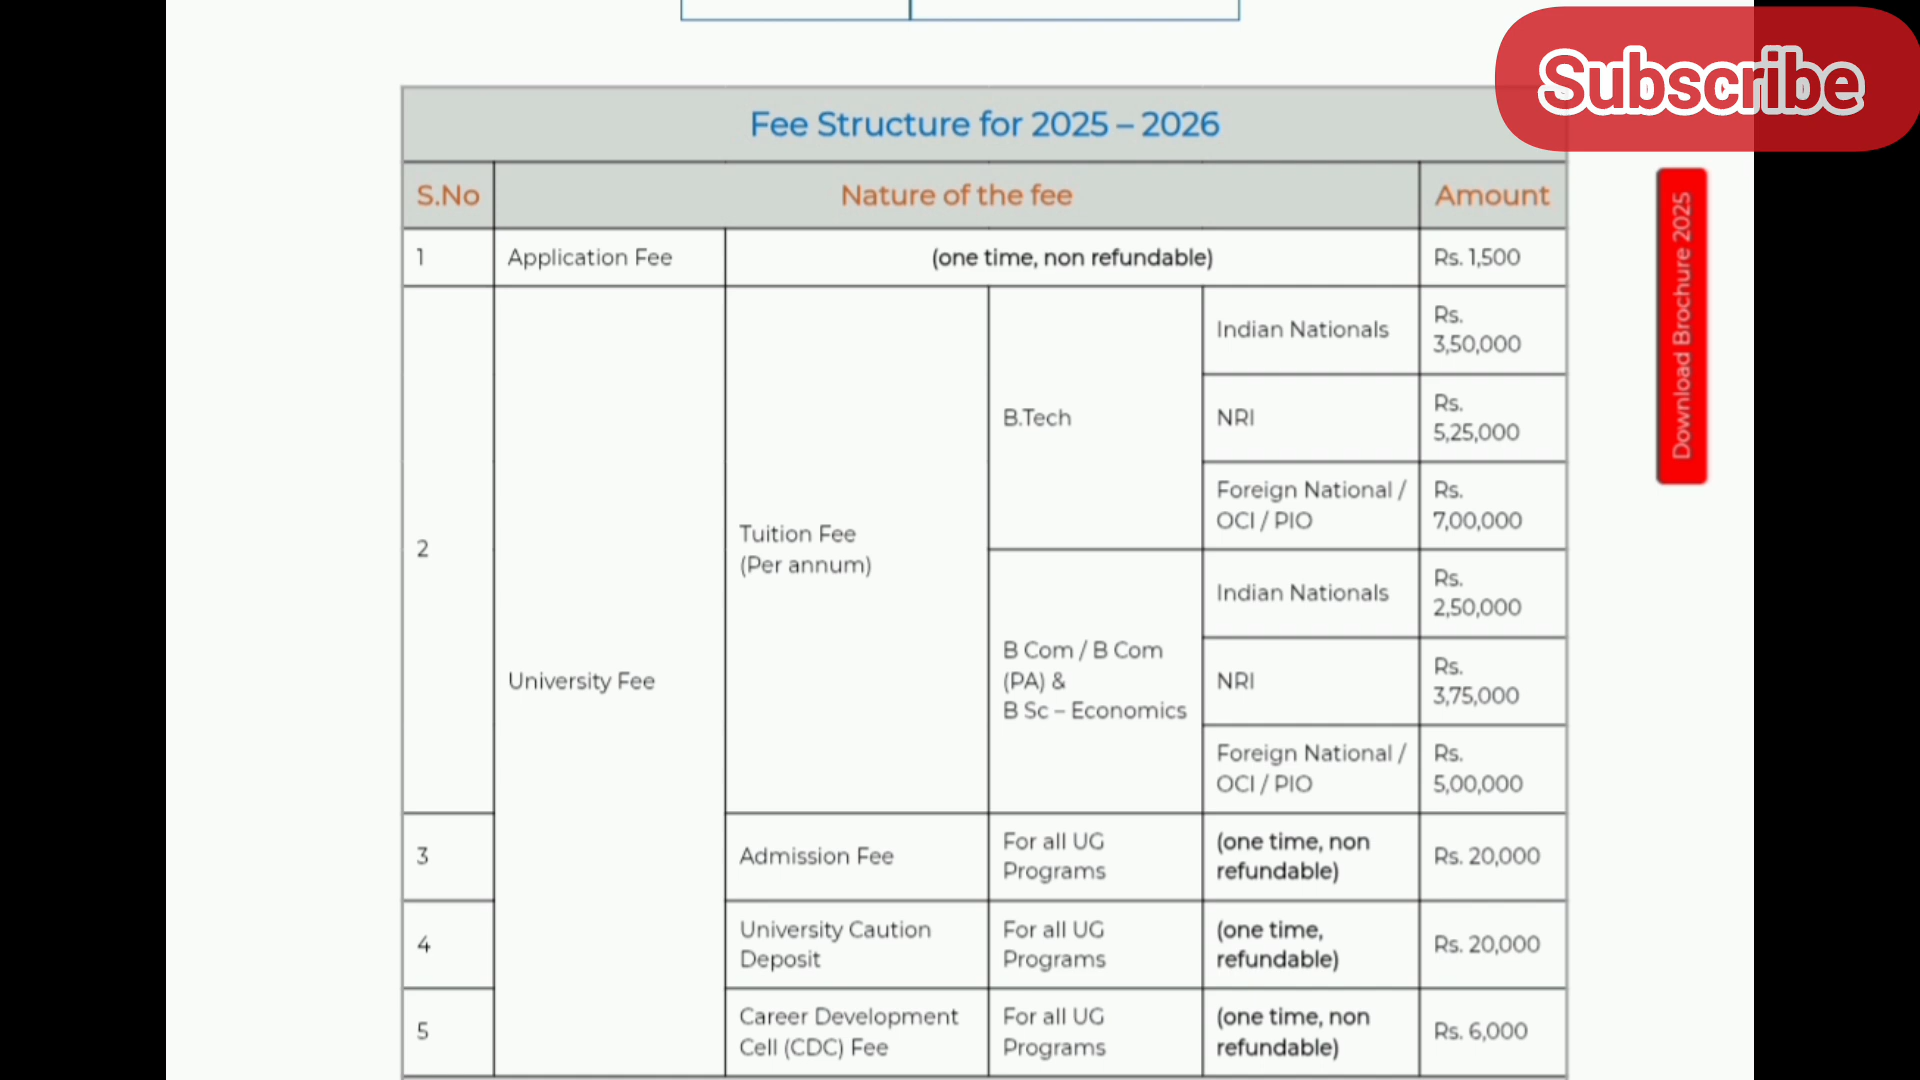 Subscribe
Fee Structure for 2025 – 2026
S.No Nature of the fee Amount
1 Application Fee (one time, non refundable) Rs. 1,500
2 University Fee Tuition Fee
(Per annum)
B.Tech
Indian Nationals Rs.
3,50,000
NRI Rs.
5,25,000
Foreign National /
OCI / PIO
Rs.
7,00,000
B Com / B Com
(PA) &
B Sc – Economics
Indian Nationals Rs.
2,50,000
NRI Rs.
3,75,000
Foreign National /
OCI / PIO
Rs.
5,00,000
3 Admission Fee For all UG
Programs
(one time, non
refundable)
Rs. 20,000
4 University Caution
Deposit
For all UG
Programs
(one time,
refundable)
Rs. 20,000
5 Career Development
Cell (CDC) Fee
For all UG
Programs
(one time, non
refundable)
Rs. 6,000
Download Brochure 2025